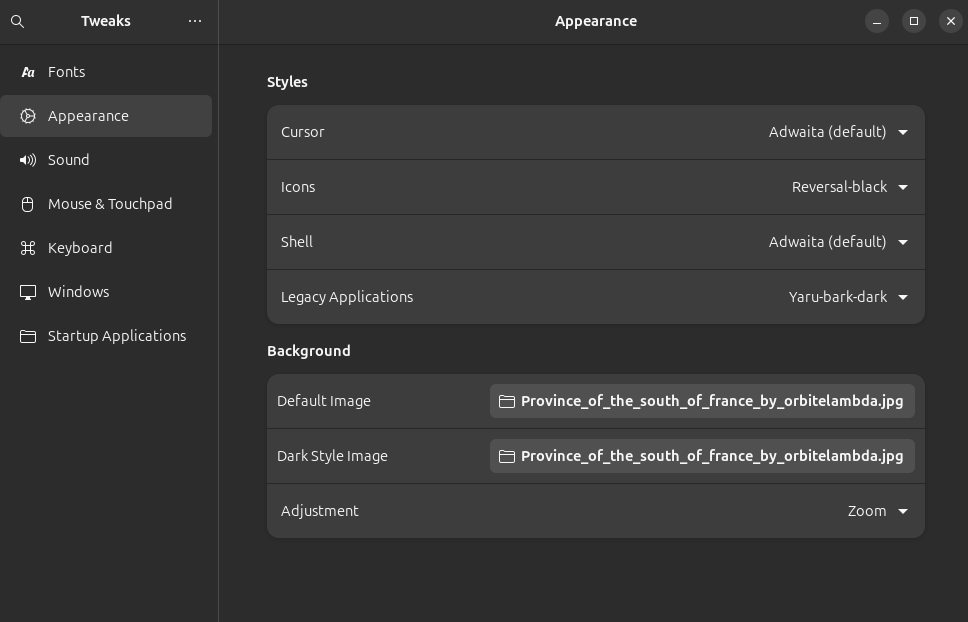 Tweaks
Appearance
Fonts
Appearance
Sound
Mouse & Touchpad
Keyboard
Windows
Startup Applications
Styles
Cursor Adwaita (default)
Icons Reversal-black
Shell Adwaita (default)
Legacy Applications Yaru-bark-dark
Background
Default Image Province_of_the_south_of_france_by_orbitelambda.jpg
Dark Style Image Province_of_the_south_of_france_by_orbitelambda.jpg
Adjustment Zoom